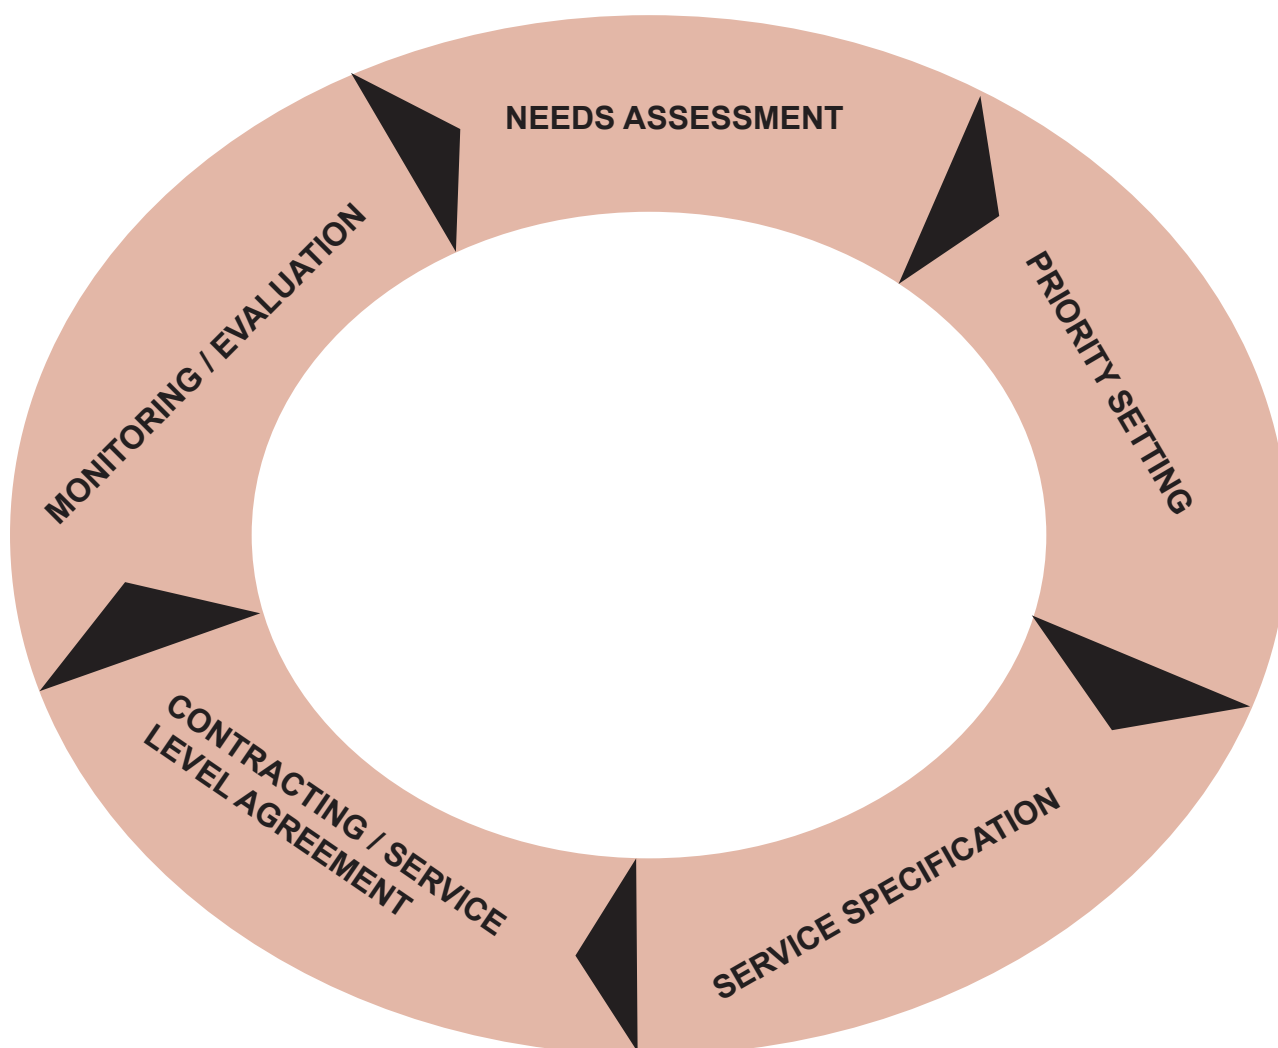 NEEDS ASSESSMENT
PRIORITY SETTING
SERVICE SPECIFICATION
CONTRACTING / SERVICE
LEVEL AGREEMENT
MONITORING / EVALUATION